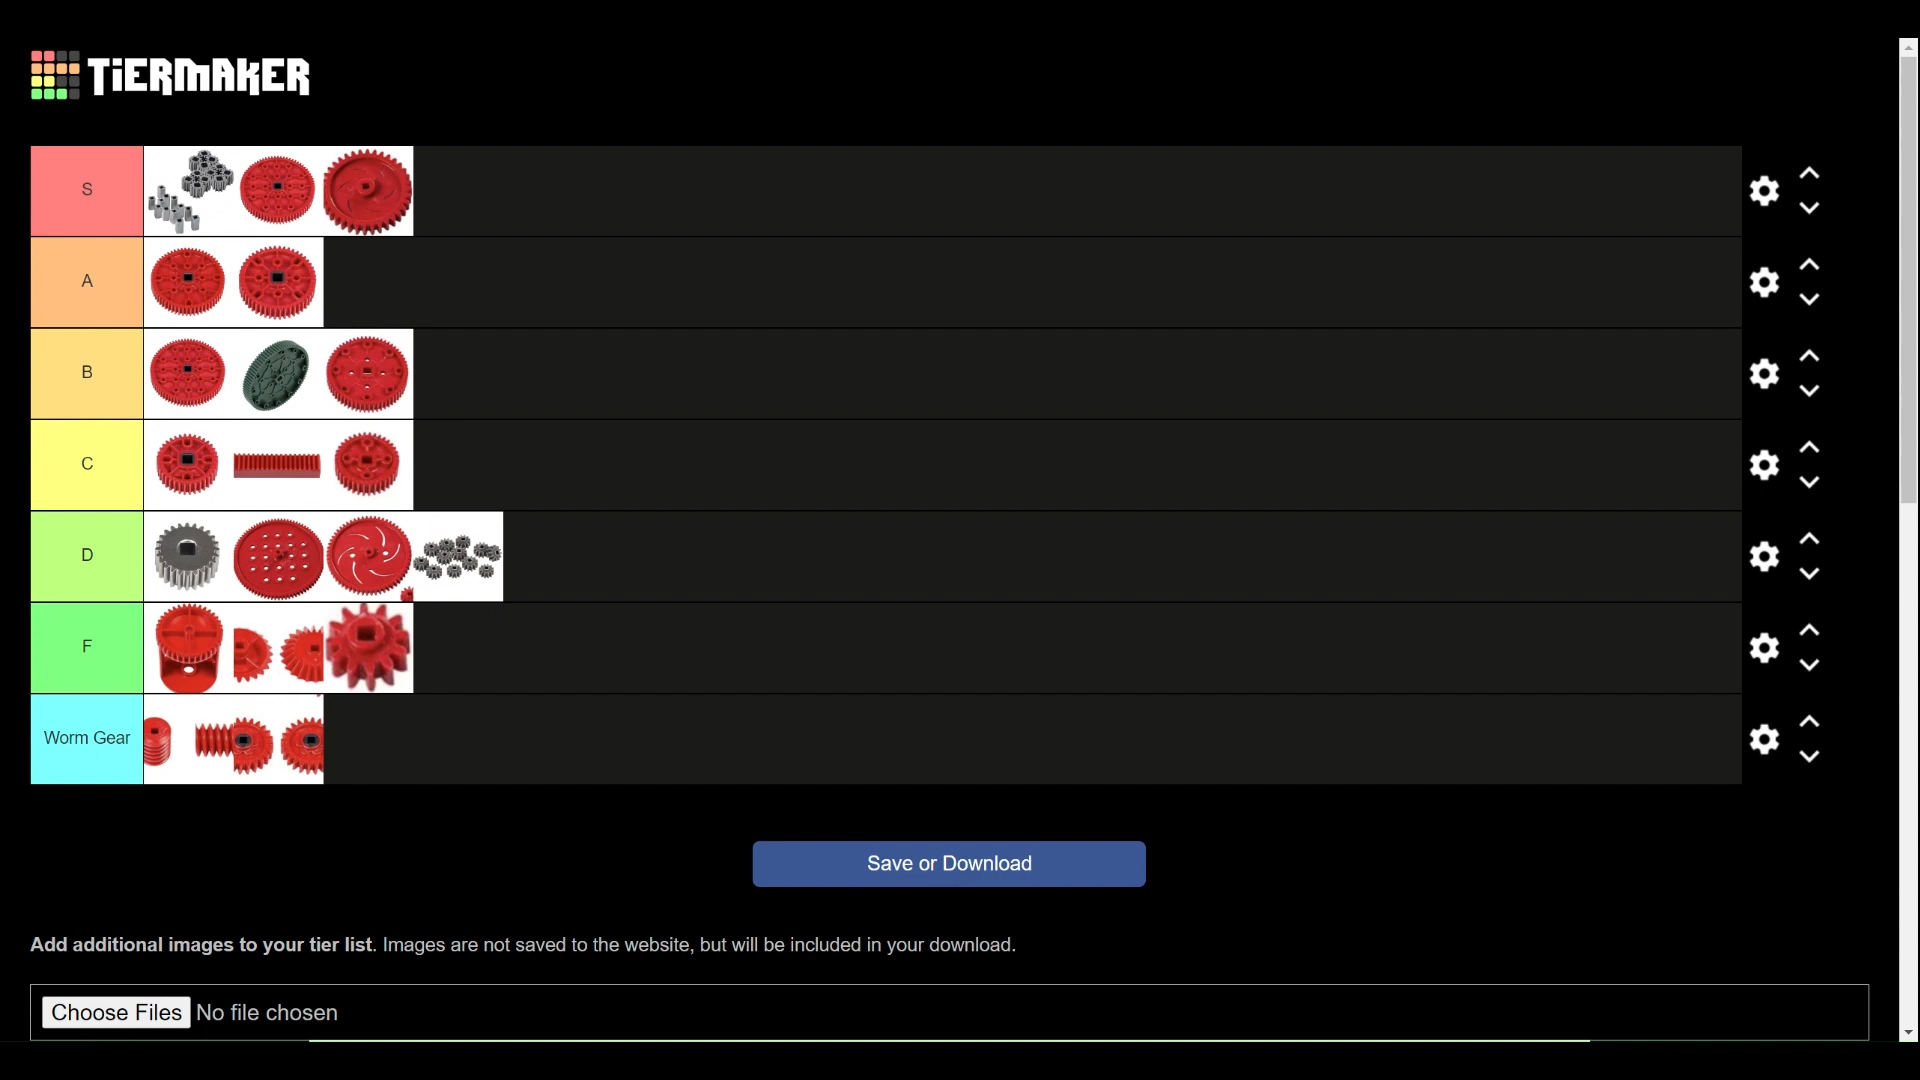 TiERMAKER
S
A
B
C
D
F
Worm Gear
Save or Download
Add additional images to your tier list. Images are not saved to the website, but will be included in your download.
Choose Files No file chosen